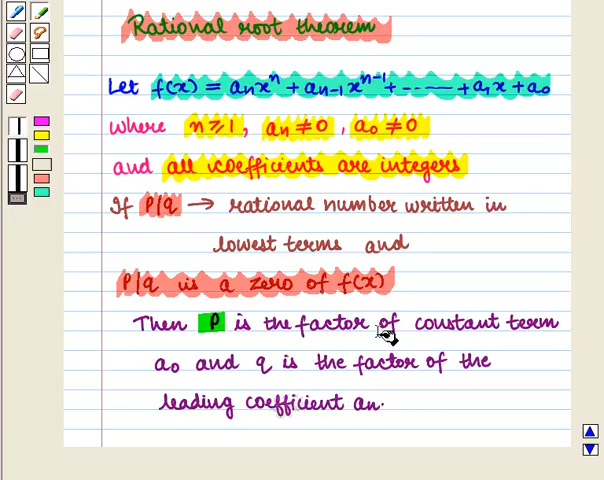 Rational root theorem
Let f(x) = aₙxⁿ + aₙ₋₁xⁿ⁻¹ + ------ + a₁x + a₀
where n ≥ 1, aₙ ≠ 0, a₀ ≠ 0
and all coefficients are integers
If P/q → rational number written in
lowest terms and
P/q is a zero of f(x)
Then P is the factor of constant term
a₀ and q is the factor of the
leading coefficient an.